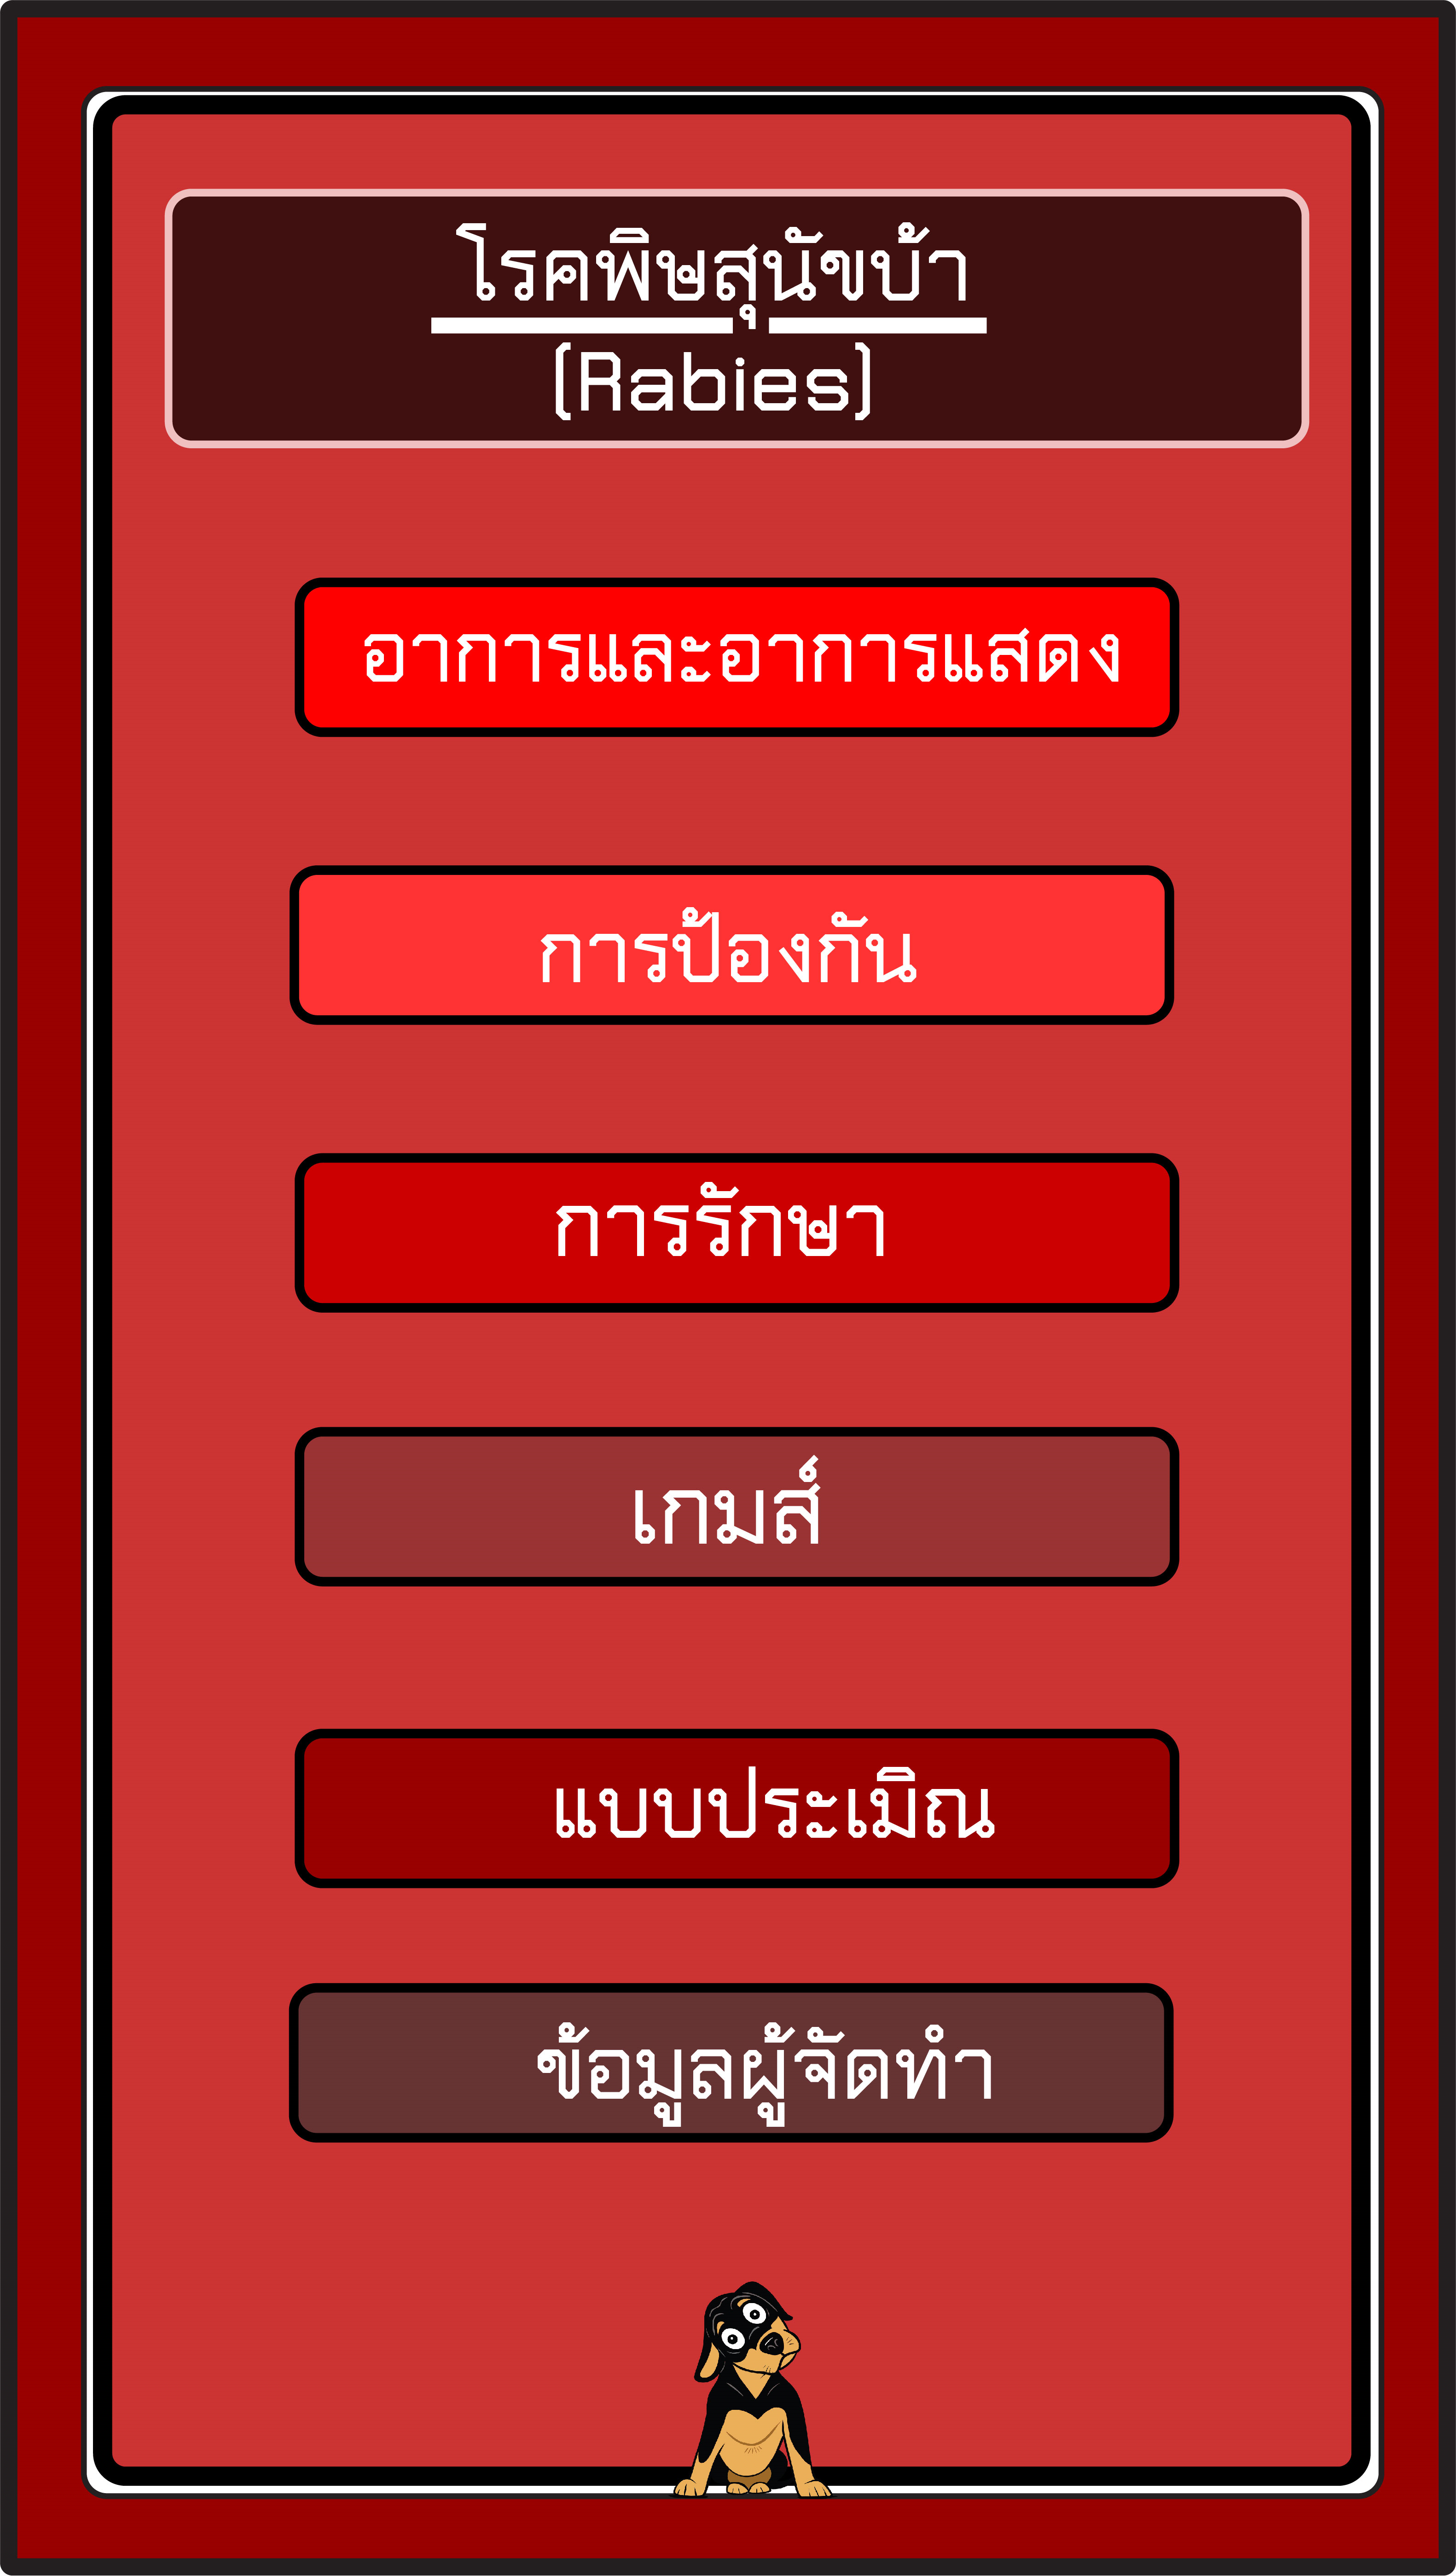 โรคพิษสุนัขบ้า
(Rabies)
อาการและอาการแสดง
การป้องกัน
การรักษา
เกมส์
แบบประเมิณ
ข้อมูลผู้จัดทำ